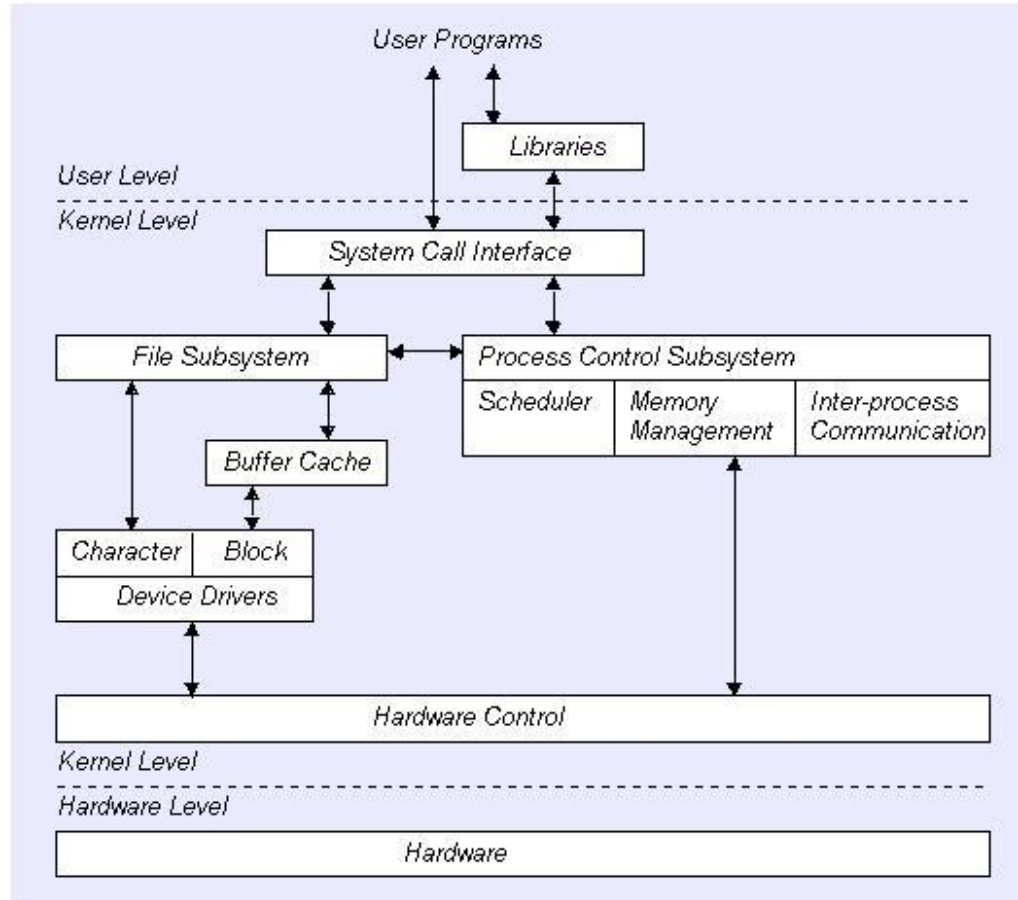 User Programs
Libraries
User Level
Kernel Level
System Call Interface
File Subsystem
Process Control Subsystem
Scheduler
Memory
Management
Inter-process
Communication
Buffer Cache
Character
Block
Device Drivers
Hardware Control
Kernel Level
Hardware Level
Hardware